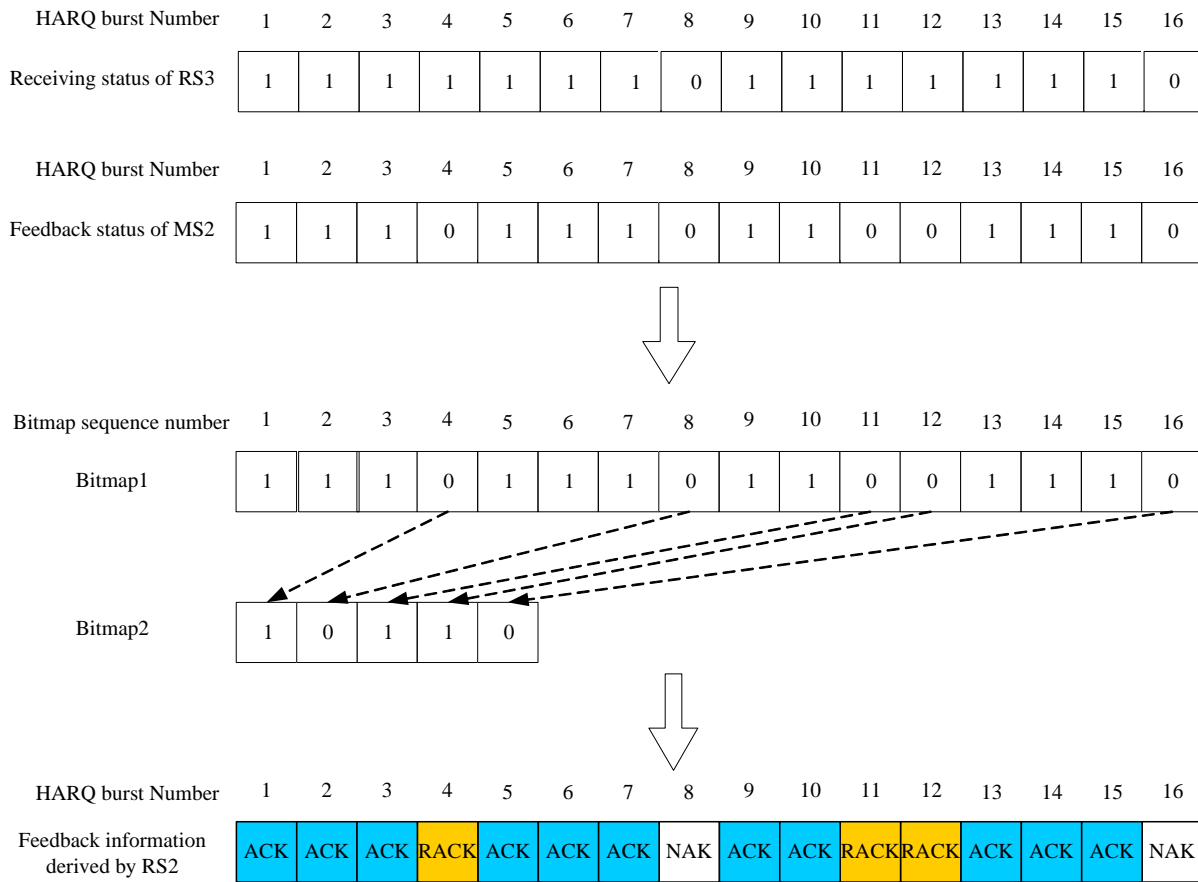 HARQ burst Number 1 2 3 4 5 6 7 8 9 10 11 12 13 14 15 16
Receiving status of RS3 1 1 1 1 1 1 1 0 1 1 1 1 1 1 1 0
HARQ burst Number 1 2 3 4 5 6 7 8 9 10 11 12 13 14 15 16
Feedback status of MS2 1 1 1 0 1 1 1 0 1 1 0 0 1 1 1 0
Bitmap sequence number 1 2 3 4 5 6 7 8 9 10 11 12 13 14 15 16
Bitmap1 1 1 1 0 1 1 1 0 1 1 0 0 1 1 1 0
Bitmap2 1 0 1 1 0
HARQ burst Number 1 2 3 4 5 6 7 8 9 10 11 12 13 14 15 16
Feedback information
derived by RS2
ACK ACK ACK RACK ACK ACK ACK NAK ACK ACK RACK RACK ACK ACK ACK NAK